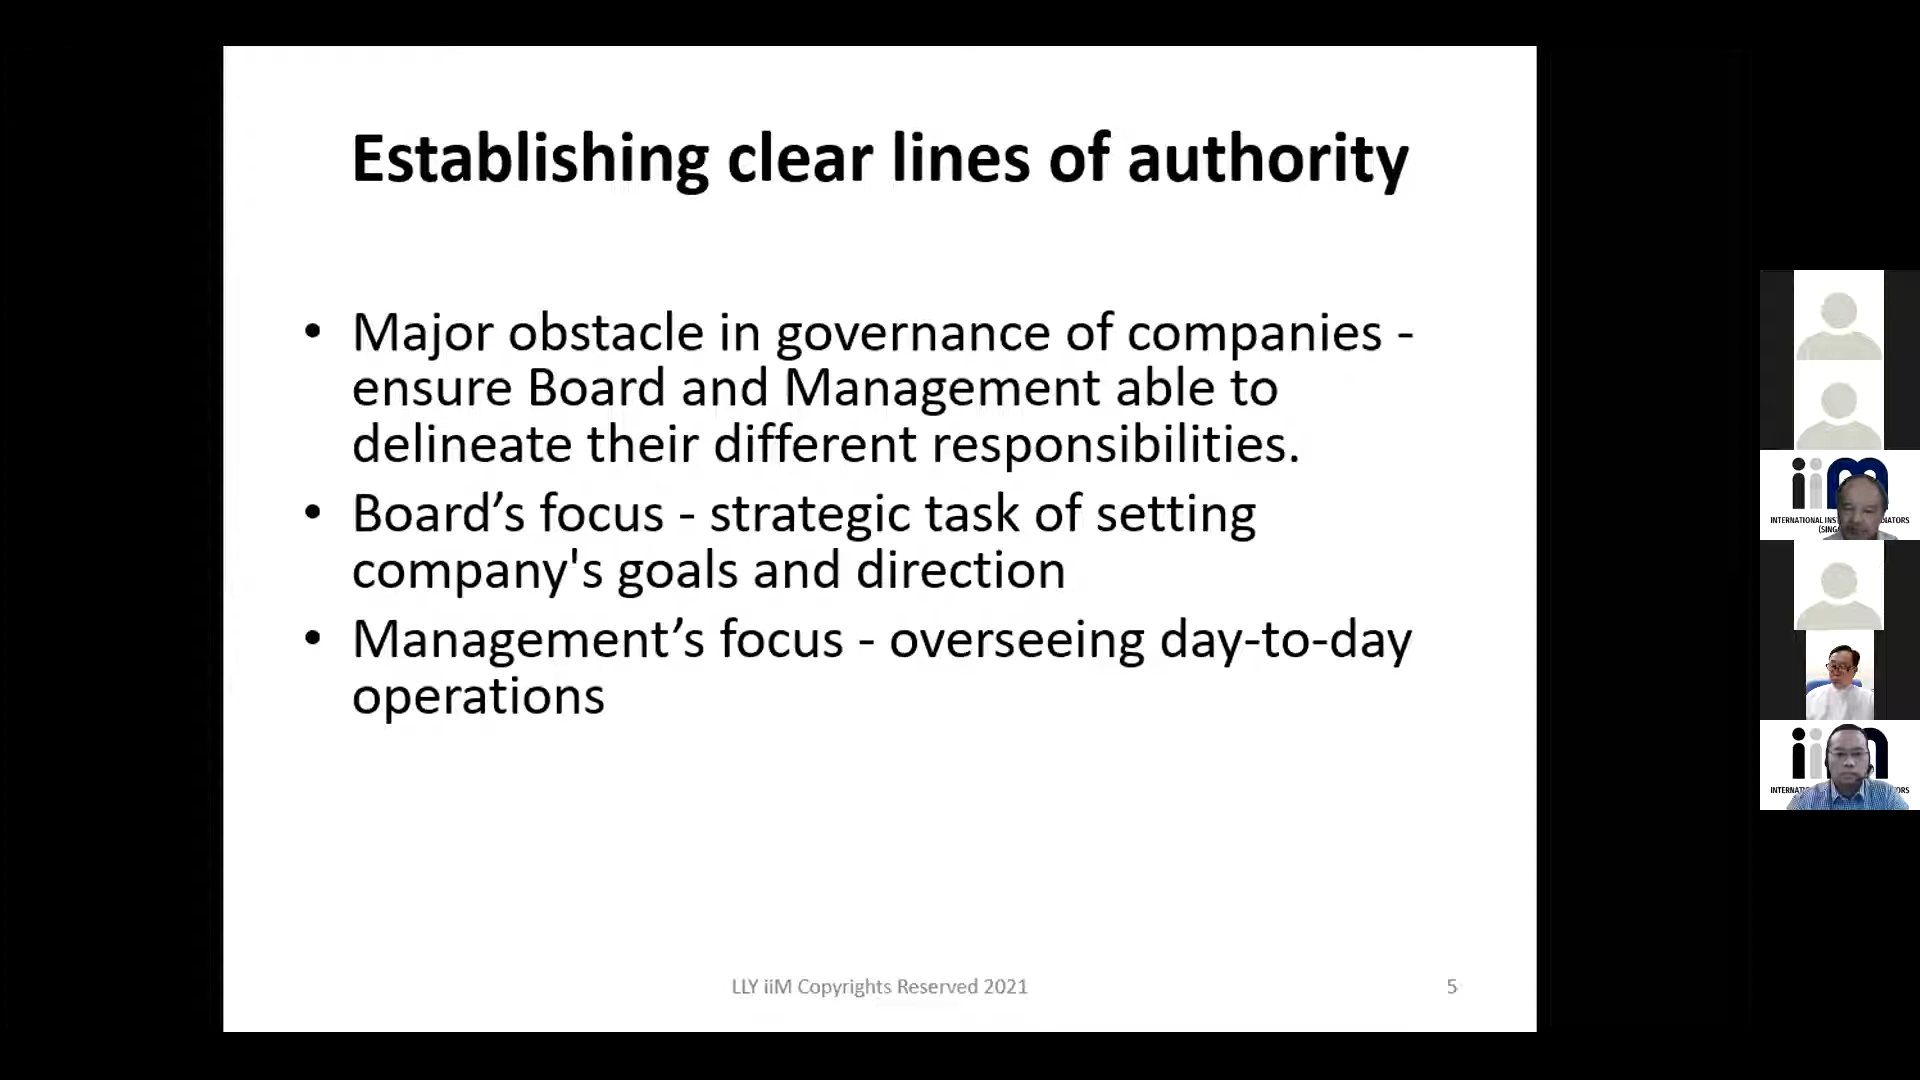 Establishing clear lines of authority
• Major obstacle in governance of companies -
ensure Board and Management able to
delineate their different responsibilities.
• Board’s focus - strategic task of setting
company's goals and direction
• Management’s focus - overseeing day-to-day
operations
LLY iiM Copyrights Reserved 2021
5
iim
INTERNATIONAL